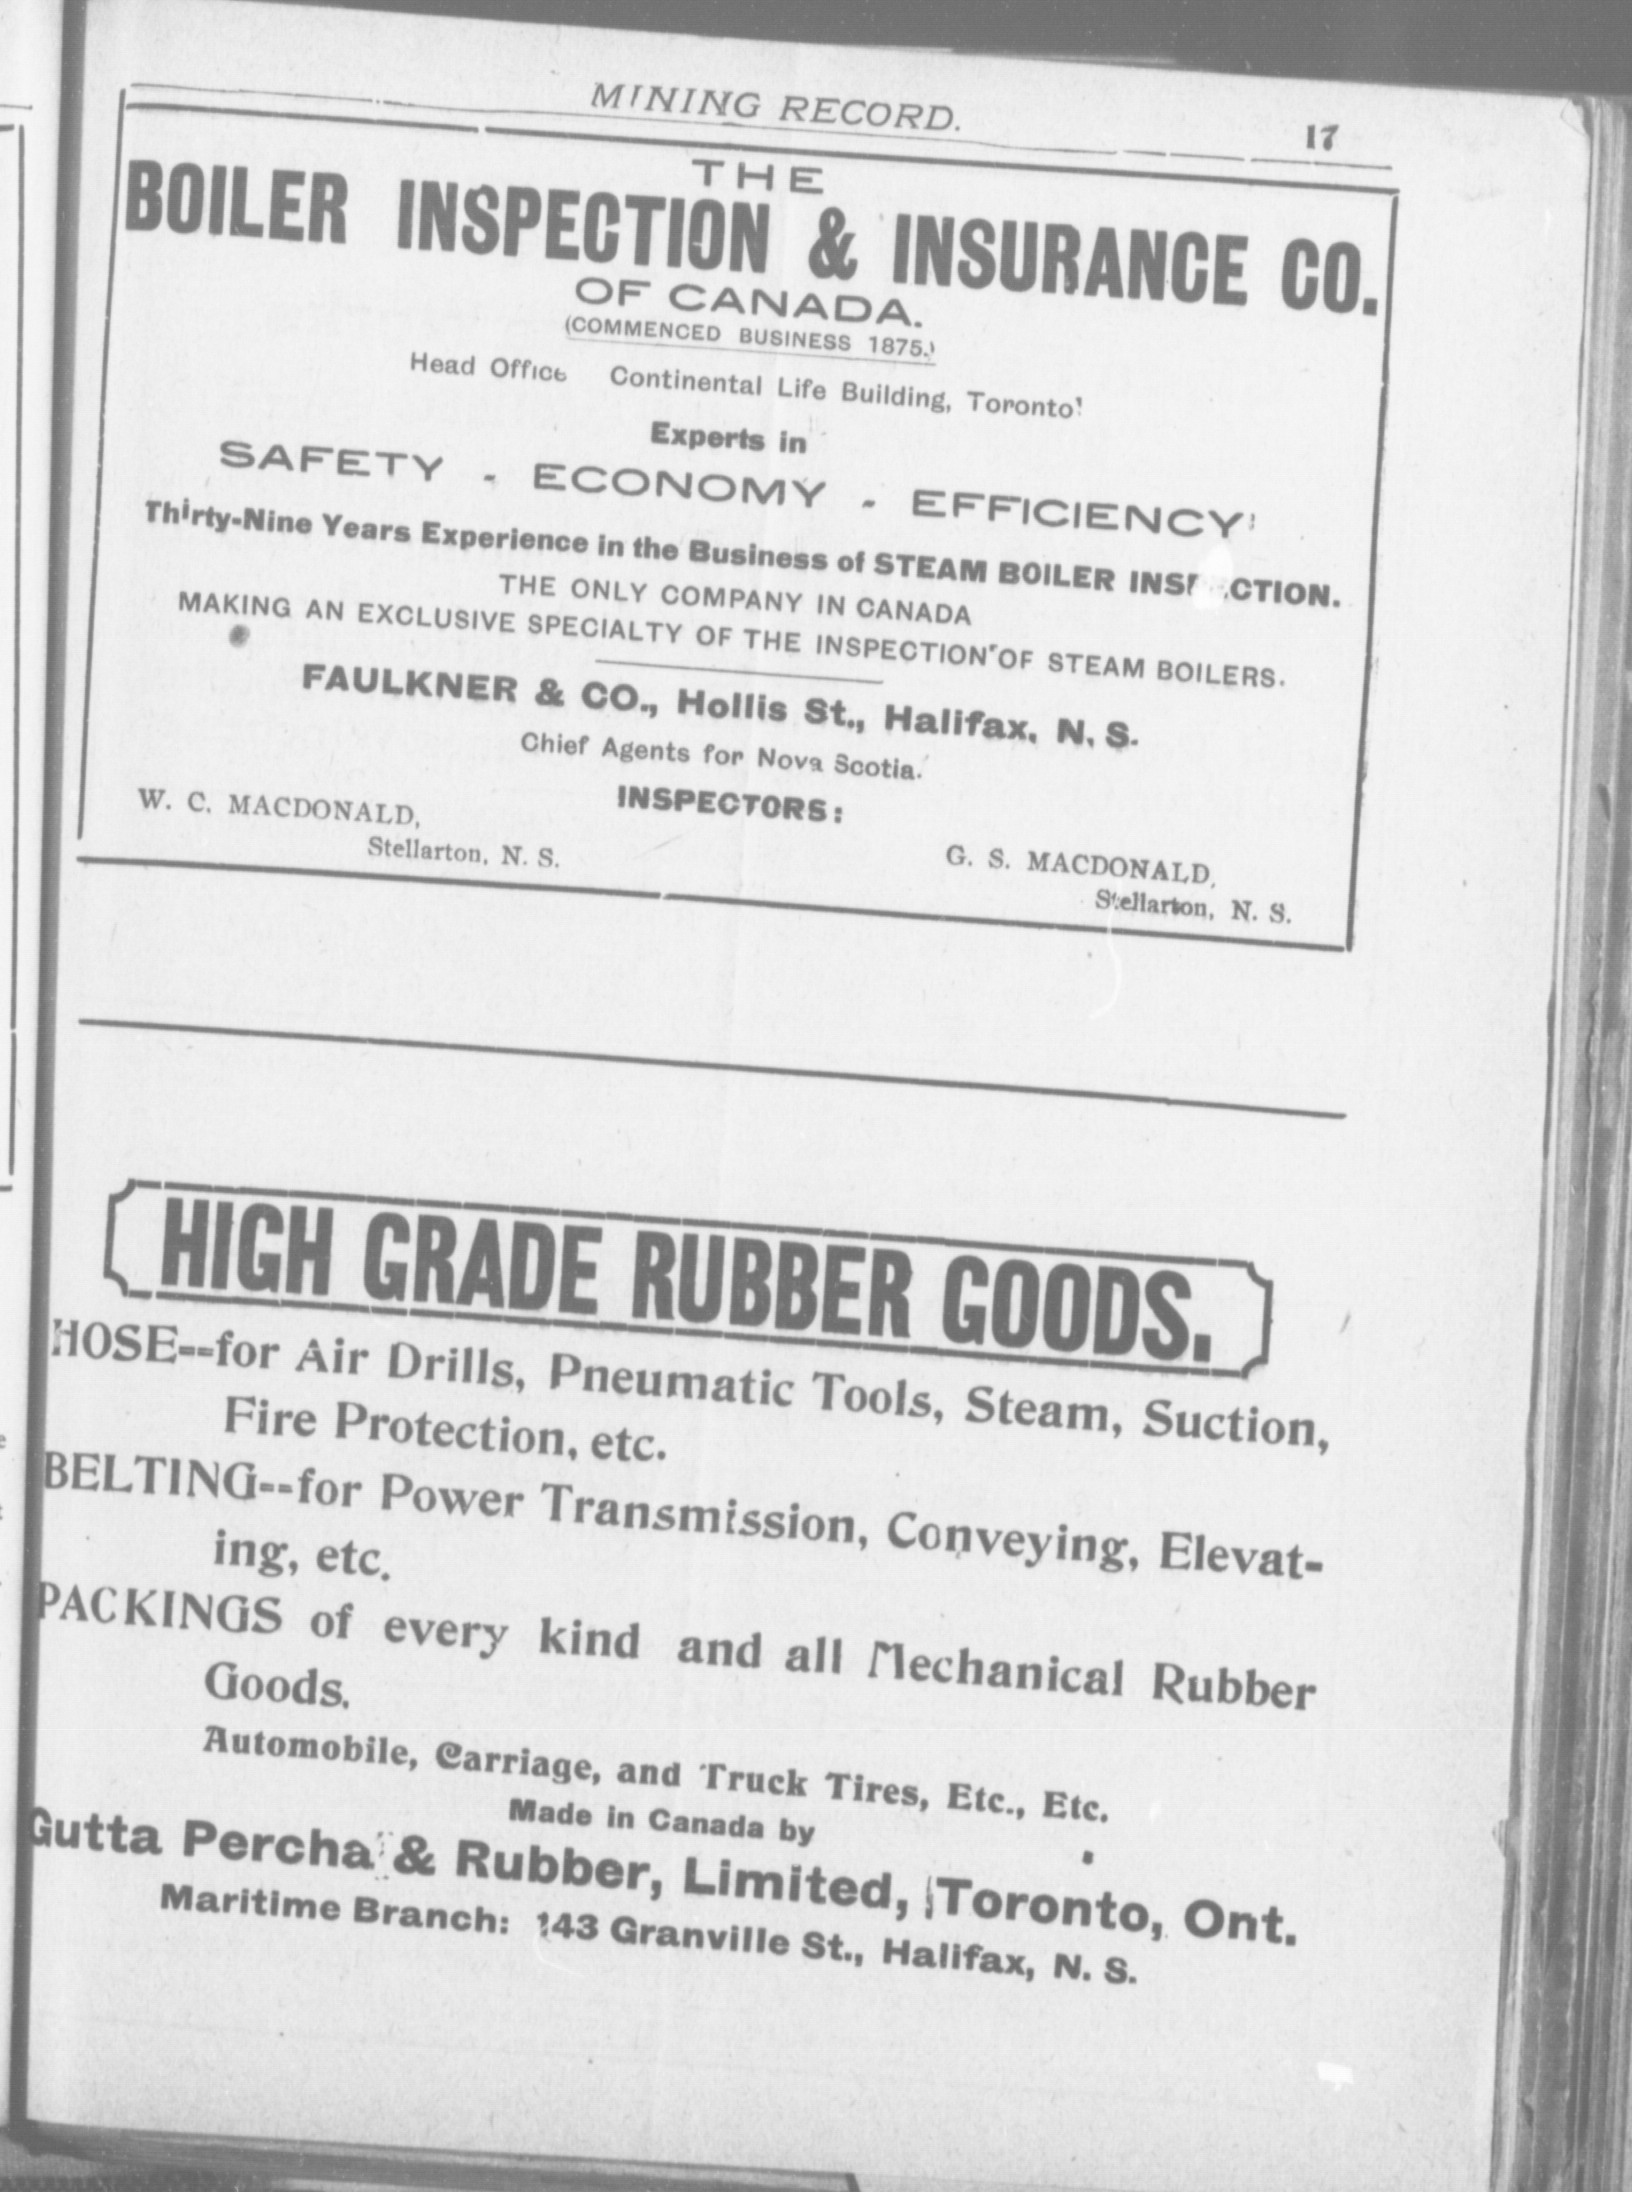 MINING RECORD.
17
THE
BOILER INSPECTION & INSURANCE CO.
OF CANADA.
(COMMENCED BUSINESS 1875.)
Head Office Continental Life Building, Toronto
Experts in
SAFETY - ECONOMY - EFFICIENCY
Thirty-Nine Years Experience in the Business of STEAM BOILER INSPECTION.
THE ONLY COMPANY IN CANADA
MAKING AN EXCLUSIVE SPECIALTY OF THE INSPECTION OF STEAM BOILERS.
FAULKNER & CO., Hollis St., Halifax, N. S.
Chief Agents for Nova Scotia.
INSPECTORS:
W. C. MACDONALD,
Stellarton, N. S.
G. S. MACDONALD,
Stellarton, N. S.
HIGH GRADE RUBBER GOODS.
HOSE--for Air Drills, Pneumatic Tools, Steam, Suction,
Fire Protection, etc.
BELTING--for Power Transmission, Conveying, Elevat-
ing, etc.
PACKINGS of every kind and all Mechanical Rubber
Goods.
Automobile, Carriage, and Truck Tires, Etc., Etc.
Made in Canada by
Gutta Percha & Rubber, Limited, Toronto, Ont.
Maritime Branch: 143 Granville St., Halifax, N. S.